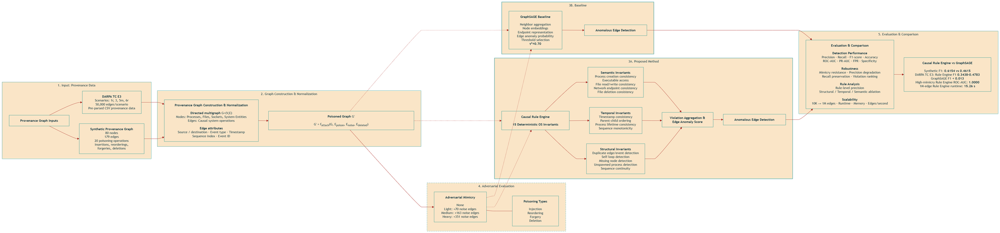 1. Input: Provenance Data
Provenance Graph Inputs
DARPA TC E3
Scenarios: 1r, 3, 5m, 6r
50,000 edges/scenario
Pre-parsed CSV provenance data
Synthetic Provenance Graph
80 nodes
179 edges
20 poisoning operations
Insertions, reorderings,
forgeries, deletions
2. Graph Construction & Normalization
Provenance Graph Construction & Normalization
Directed multigraph G=(V,E)
Nodes: Processes, Files, Sockets, System Entities
Edges: Causal system operations
Edge attributes
Source / destination · Event type · Timestamp
Sequence index · Event ID
Poisoned Graph G'
G' = fattack(G, Epoison, Enoise, Edeleted)
3B. Baseline
GraphSAGE Baseline
Neighbor aggregation
Node embeddings
Endpoint representation
Edge anomaly probability
Threshold selection
τ*=0.70
Anomalous Edge Detection
3A. Proposed Method
Causal Rule Engine
15 Deterministic OS Invariants
Semantic Invariants
Process creation consistency
Executable access
File read/write consistency
Network endpoint consistency
File deletion consistency
Temporal Invariants
Timestamp consistency
Parent-child ordering
Process lifetime consistency
Sequence monotonicity
Structural Invariants
Duplicate edge/event detection
Self-loop detection
Missing node detection
Unspawned process detection
Sequence continuity
Violation Aggregation &
Edge Anomaly Score
Anomalous Edge Detection
4. Adversarial Evaluation
Adversarial Mimicry
None
Light: +70 noise edges
Medium: +163 noise edges
Heavy: +351 noise edges
Poisoning Types
Injection
Reordering
Forgery
Deletion
5. Evaluation & Comparison
Evaluation & Comparison
Detection Performance
Precision · Recall · F1-score · Accuracy
ROC-AUC · PR-AUC · FPR · Specificity
Robustness
Mimicry resistance · Precision degradation
Recall preservation · Violation ranking
Rule Analysis
Rule-level precision
Structural / Temporal / Semantic ablation
Scalability
10K → 1M edges · Runtime · Memory · Edges/second
Causal Rule Engine vs GraphSAGE
Synthetic F1: 0.6154 vs 0.4615
DARPA TC E3: Rule Engine F1 0.3438–0.4783
GraphSAGE F1 < 0.013
High-mimicry Rule Engine ROC-AUC: 1.0000
1M-edge Rule Engine runtime: 15.26 s